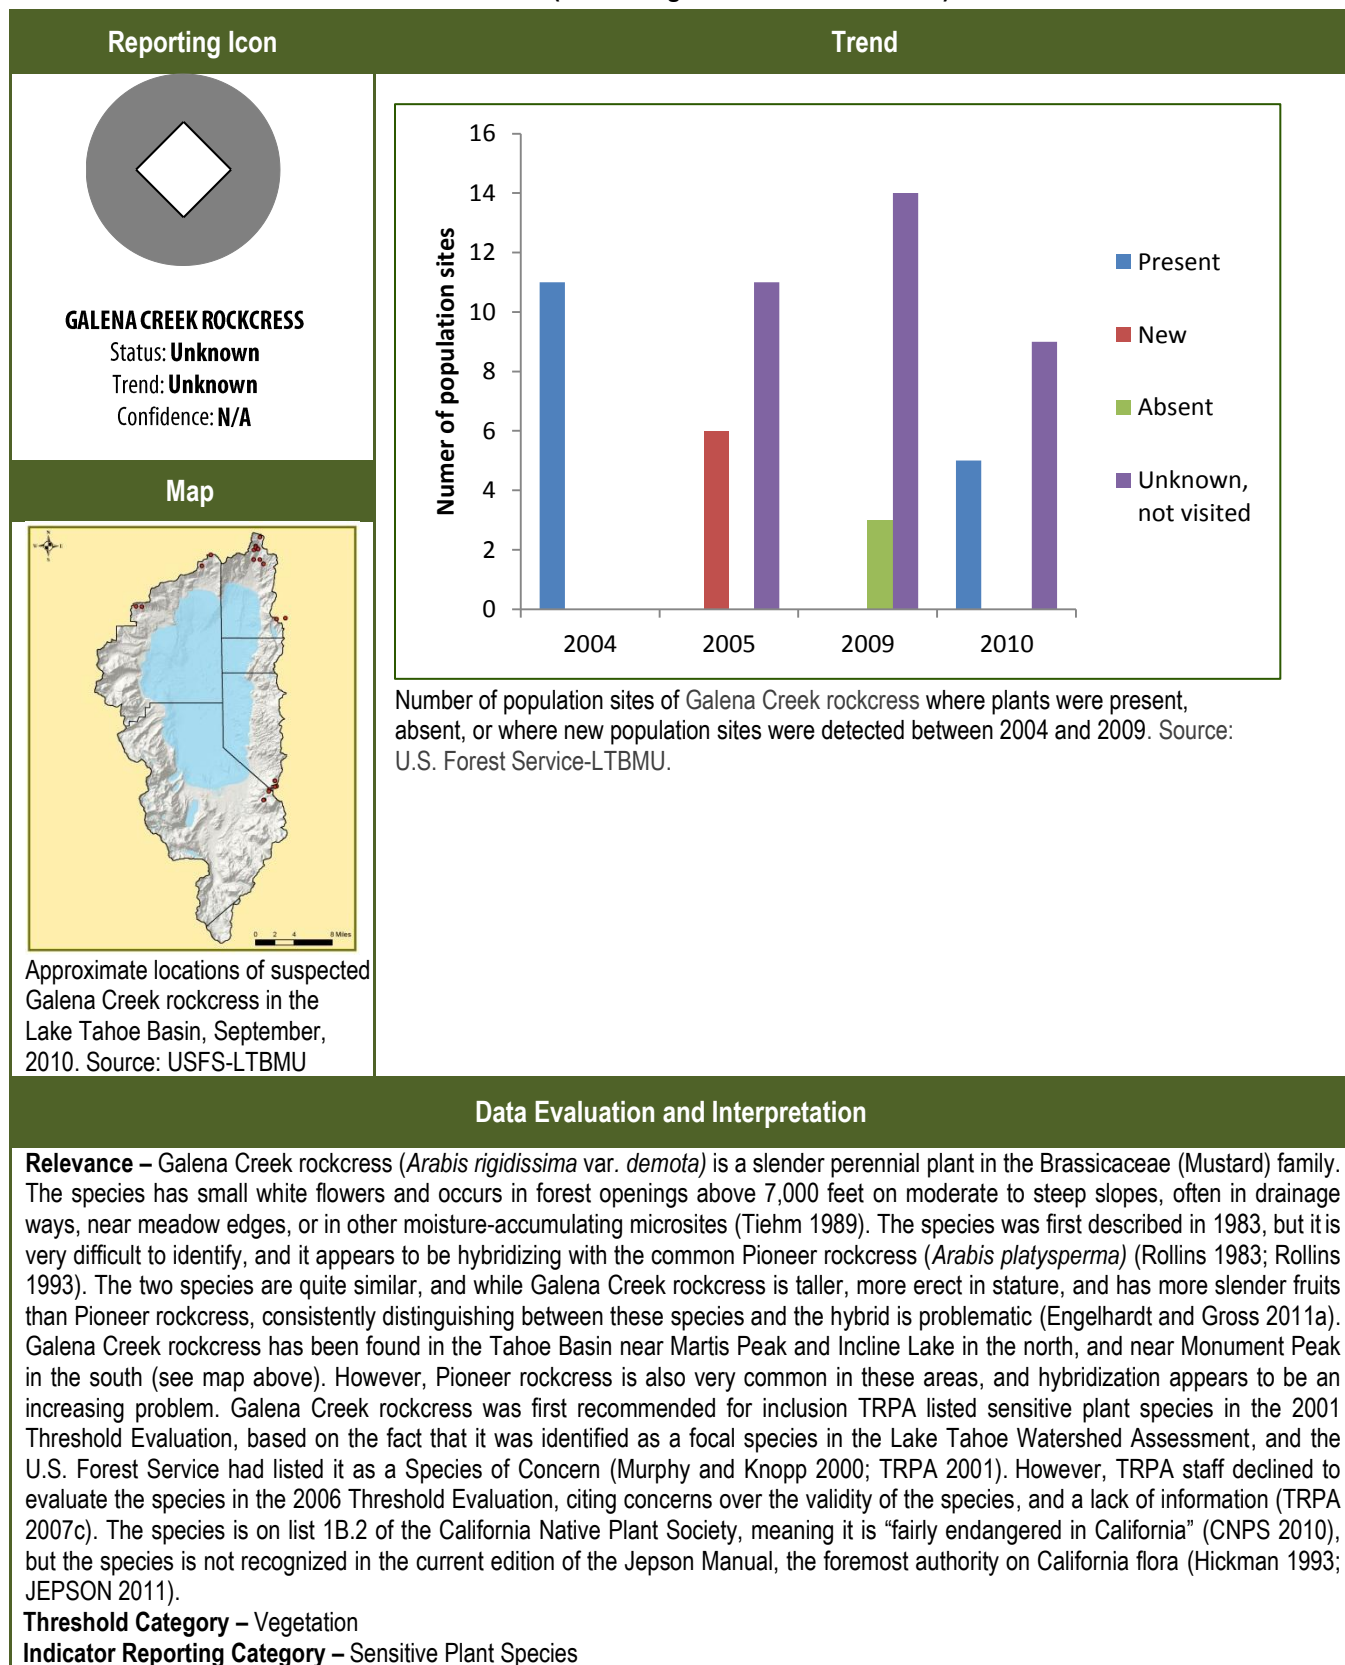 Reporting Icon
Trend
GALENA CREEK ROCKCRESS
Status: Unknown
Trend: Unknown
Confidence: N/A
Numer of population sites
16
14
12
10
8
6
4
2
0
2004 2005 2009 2010
Present
New
Absent
Unknown,
not visited
Number of population sites of Galena Creek rockcress where plants were present,
absent, or where new population sites were detected between 2004 and 2009. Source:
U.S. Forest Service-LTBMU.
Map
N
W E
S
0 2 4 8 Miles
Approximate locations of suspected
Galena Creek rockcress in the
Lake Tahoe Basin, September,
2010. Source: USFS-LTBMU
Data Evaluation and Interpretation
Relevance – Galena Creek rockcress (Arabis rigidissima var. demota) is a slender perennial plant in the Brassicaceae (Mustard) family.
The species has small white flowers and occurs in forest openings above 7,000 feet on moderate to steep slopes, often in drainage
ways, near meadow edges, or in other moisture-accumulating microsites (Tiehm 1989). The species was first described in 1983, but it is
very difficult to identify, and it appears to be hybridizing with the common Pioneer rockcress (Arabis platysperma) (Rollins 1983; Rollins
1993). The two species are quite similar, and while Galena Creek rockcress is taller, more erect in stature, and has more slender fruits
than Pioneer rockcress, consistently distinguishing between these species and the hybrid is problematic (Engelhardt and Gross 2011a).
Galena Creek rockcress has been found in the Tahoe Basin near Martis Peak and Incline Lake in the north, and near Monument Peak
in the south (see map above). However, Pioneer rockcress is also very common in these areas, and hybridization appears to be an
increasing problem. Galena Creek rockcress was first recommended for inclusion TRPA listed sensitive plant species in the 2001
Threshold Evaluation, based on the fact that it was identified as a focal species in the Lake Tahoe Watershed Assessment, and the
U.S. Forest Service had listed it as a Species of Concern (Murphy and Knopp 2000; TRPA 2001). However, TRPA staff declined to
evaluate the species in the 2006 Threshold Evaluation, citing concerns over the validity of the species, and a lack of information (TRPA
2007c). The species is on list 1B.2 of the California Native Plant Society, meaning it is “fairly endangered in California” (CNPS 2010),
but the species is not recognized in the current edition of the Jepson Manual, the foremost authority on California flora (Hickman 1993;
JEPSON 2011).
Threshold Category – Vegetation
Indicator Reporting Category – Sensitive Plant Species